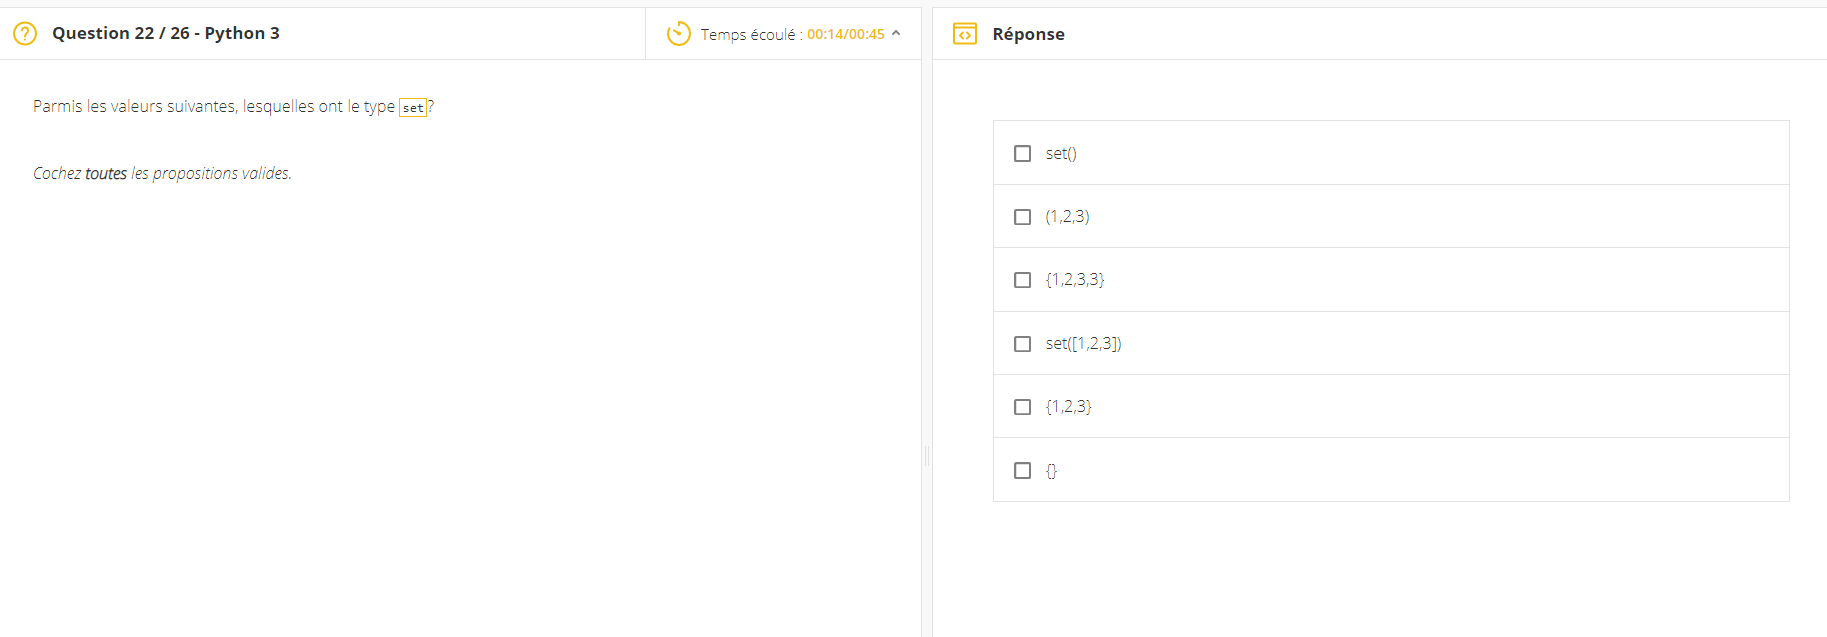 Question 22 / 26 - Python 3
Temps écoulé : 00:14/00:45
Parmis les valeurs suivantes, lesquelles ont le type set?
Cochez toutes les propositions valides.
Réponse
set()
(1,2,3)
{1,2,3,3}
set([1,2,3])
{1,2,3}
{}